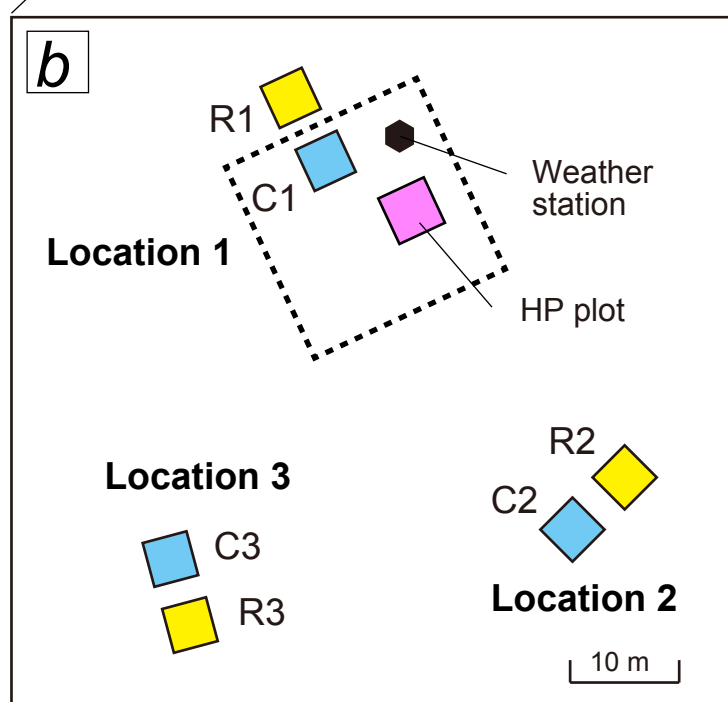 b
R1
C1
Weather
station
Location 1
HP plot
R2
Location 3
C2
C3
Location 2
R3
10 m